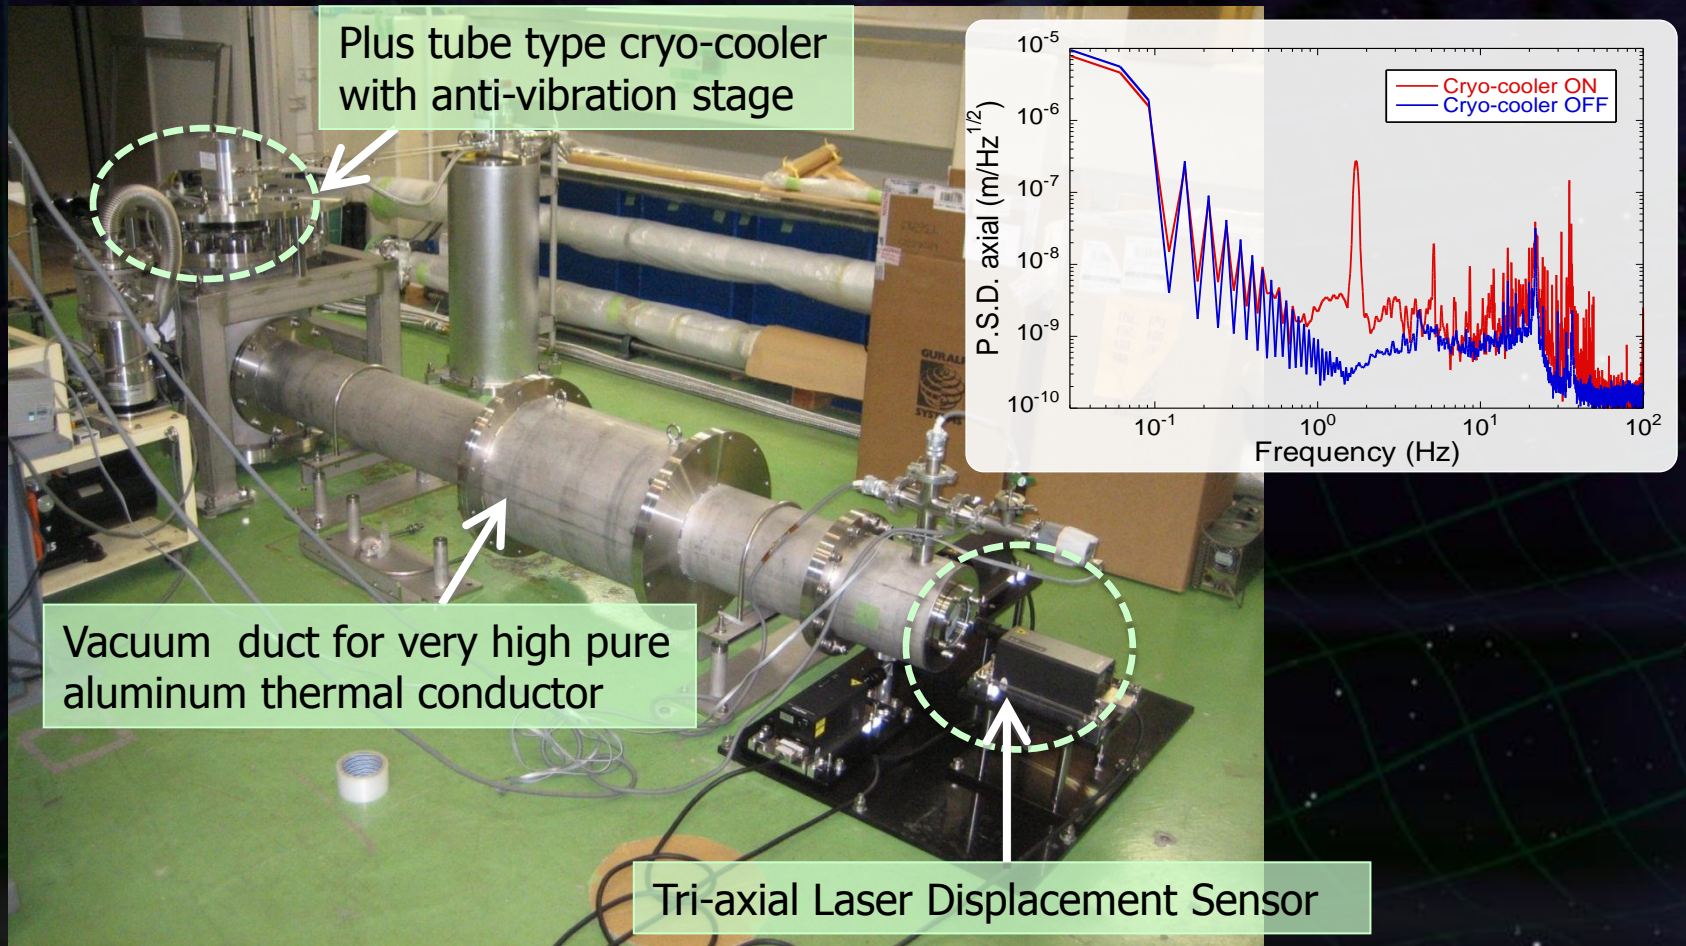 Plus tube type cryo-cooler
with anti-vibration stage
10-5
10-6
10-7
10-8
10-9
10-10
P.S.D. axial (m/Hz1/2)
Cryo-cooler ON
Cryo-cooler OFF
10-1
100
101
102
Frequency (Hz)
GURALP
SYSTEMS
Vacuum  duct for very high pure
aluminum thermal conductor
Tri-axial Laser Displacement Sensor